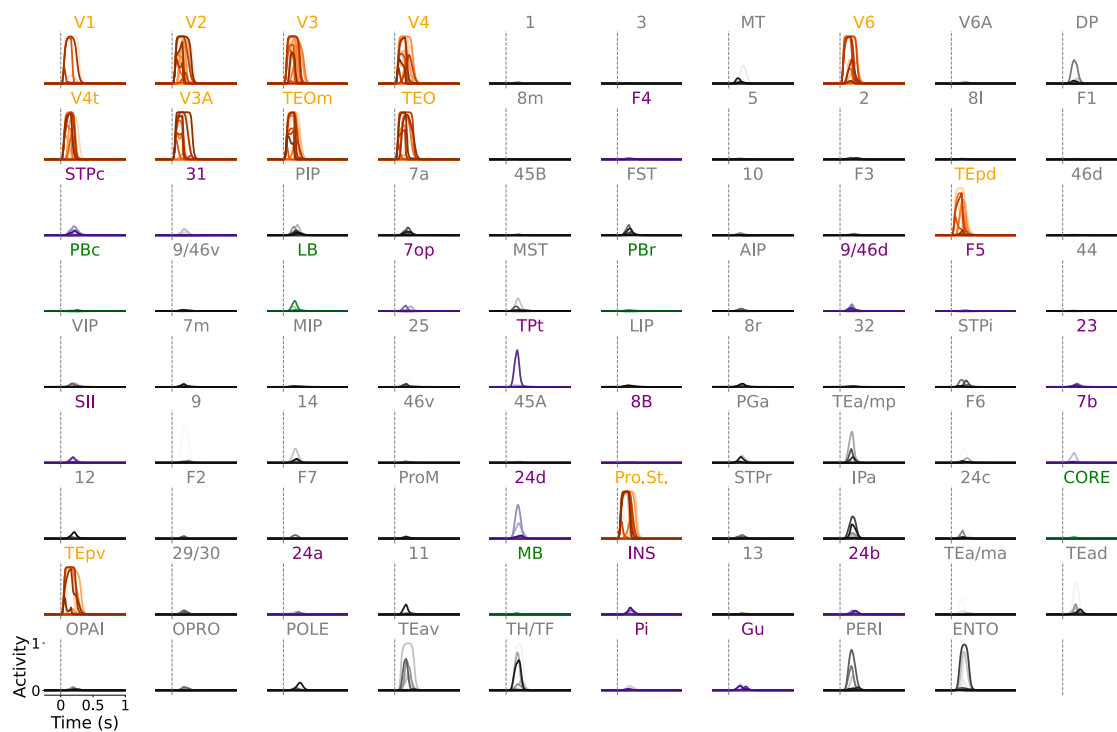 V1 V2 V3 V4 1 3 MT V6 V6A DP
V4t V3A TEOm TEO 8m F4 5 2 8l F1
STPc 31 PIP 7a 45B FST 10 F3 TEpd 46d
PBc 9/46v LB 7op MST PBr AIP 9/46d F5 44
VIP 7m MIP 25 TPt LIP 8r 32 STPi 23
SII 9 14 46v 45A 8B PGa TEa/mp F6 7b
12 F2 F7 ProM 24d Pro.St. STPr IPa 24c CORE
TEpv 29/30 24a 11 MB INS 13 24b TEa/ma TEad
OPAI OPRO POLE TEav TH/TF Pi Gu PERI ENTO
1
Activity
0
0 0.5 1
Time (s)